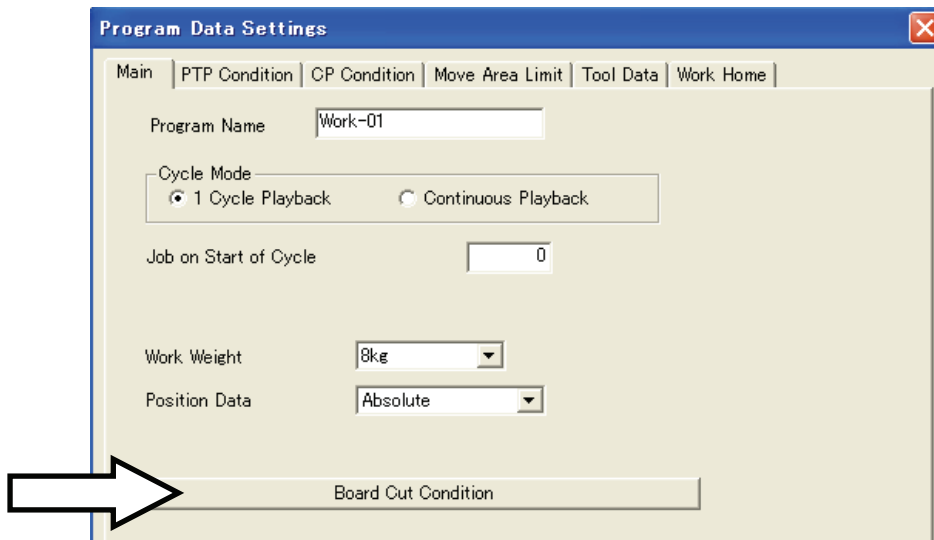 Program Data Settings
Main PTP Condition CP Condition Move Area Limit Tool Data Work Home
Program Name Work-01
Cycle Mode
1 Cycle Playback Continuous Playback
Job on Start of Cycle 0
Work Weight 8kg
Position Data Absolute
Board Cut Condition